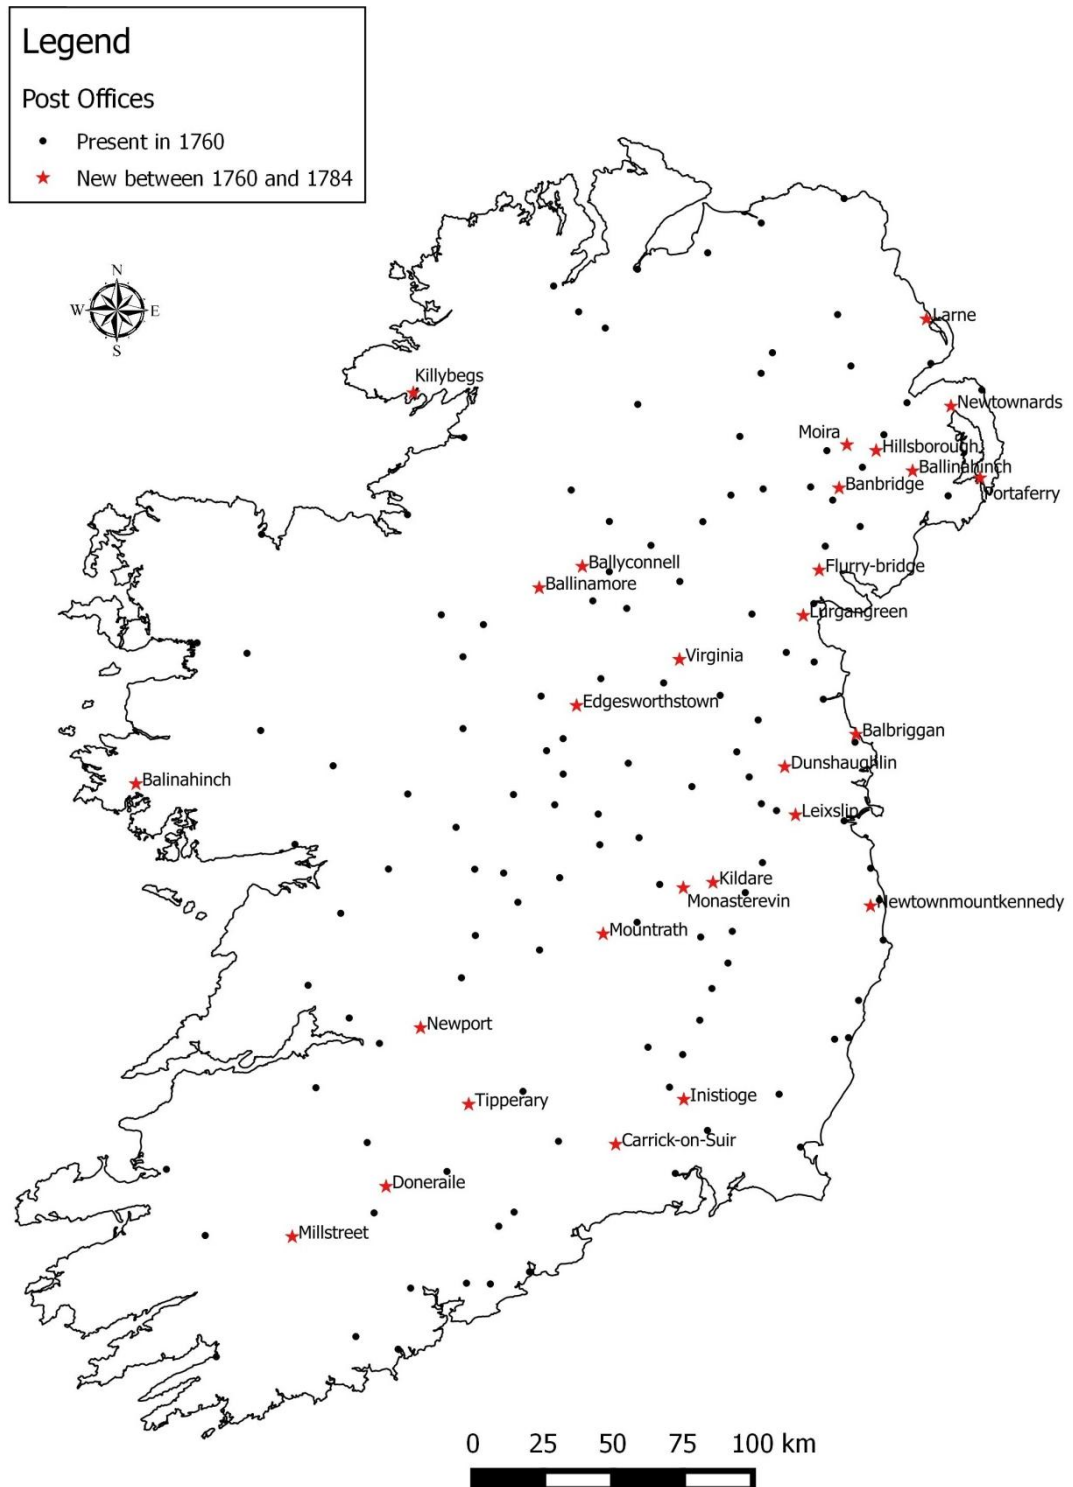 Legend
Post Offices
Present in 1760
New between 1760 and 1784
N
W
E
S
Larne
Killybegs
Newtownards
Moira
Hillsborough
Ballinahinch
Banbridge
Portaferry
Ballyconnell
Flurry-bridge
Ballinamore
Lurgangreen
Virginia
Edgesworthstown
Balbriggan
Dunshaughlin
Balinahinch
Leixslip
Kildare
Monasterevin
Newtownmountkennedy
Mountrath
Newport
Inistioge
Tipperary
Carrick-on-Suir
Doneraile
Millstreet
0 25 50 75 100 km